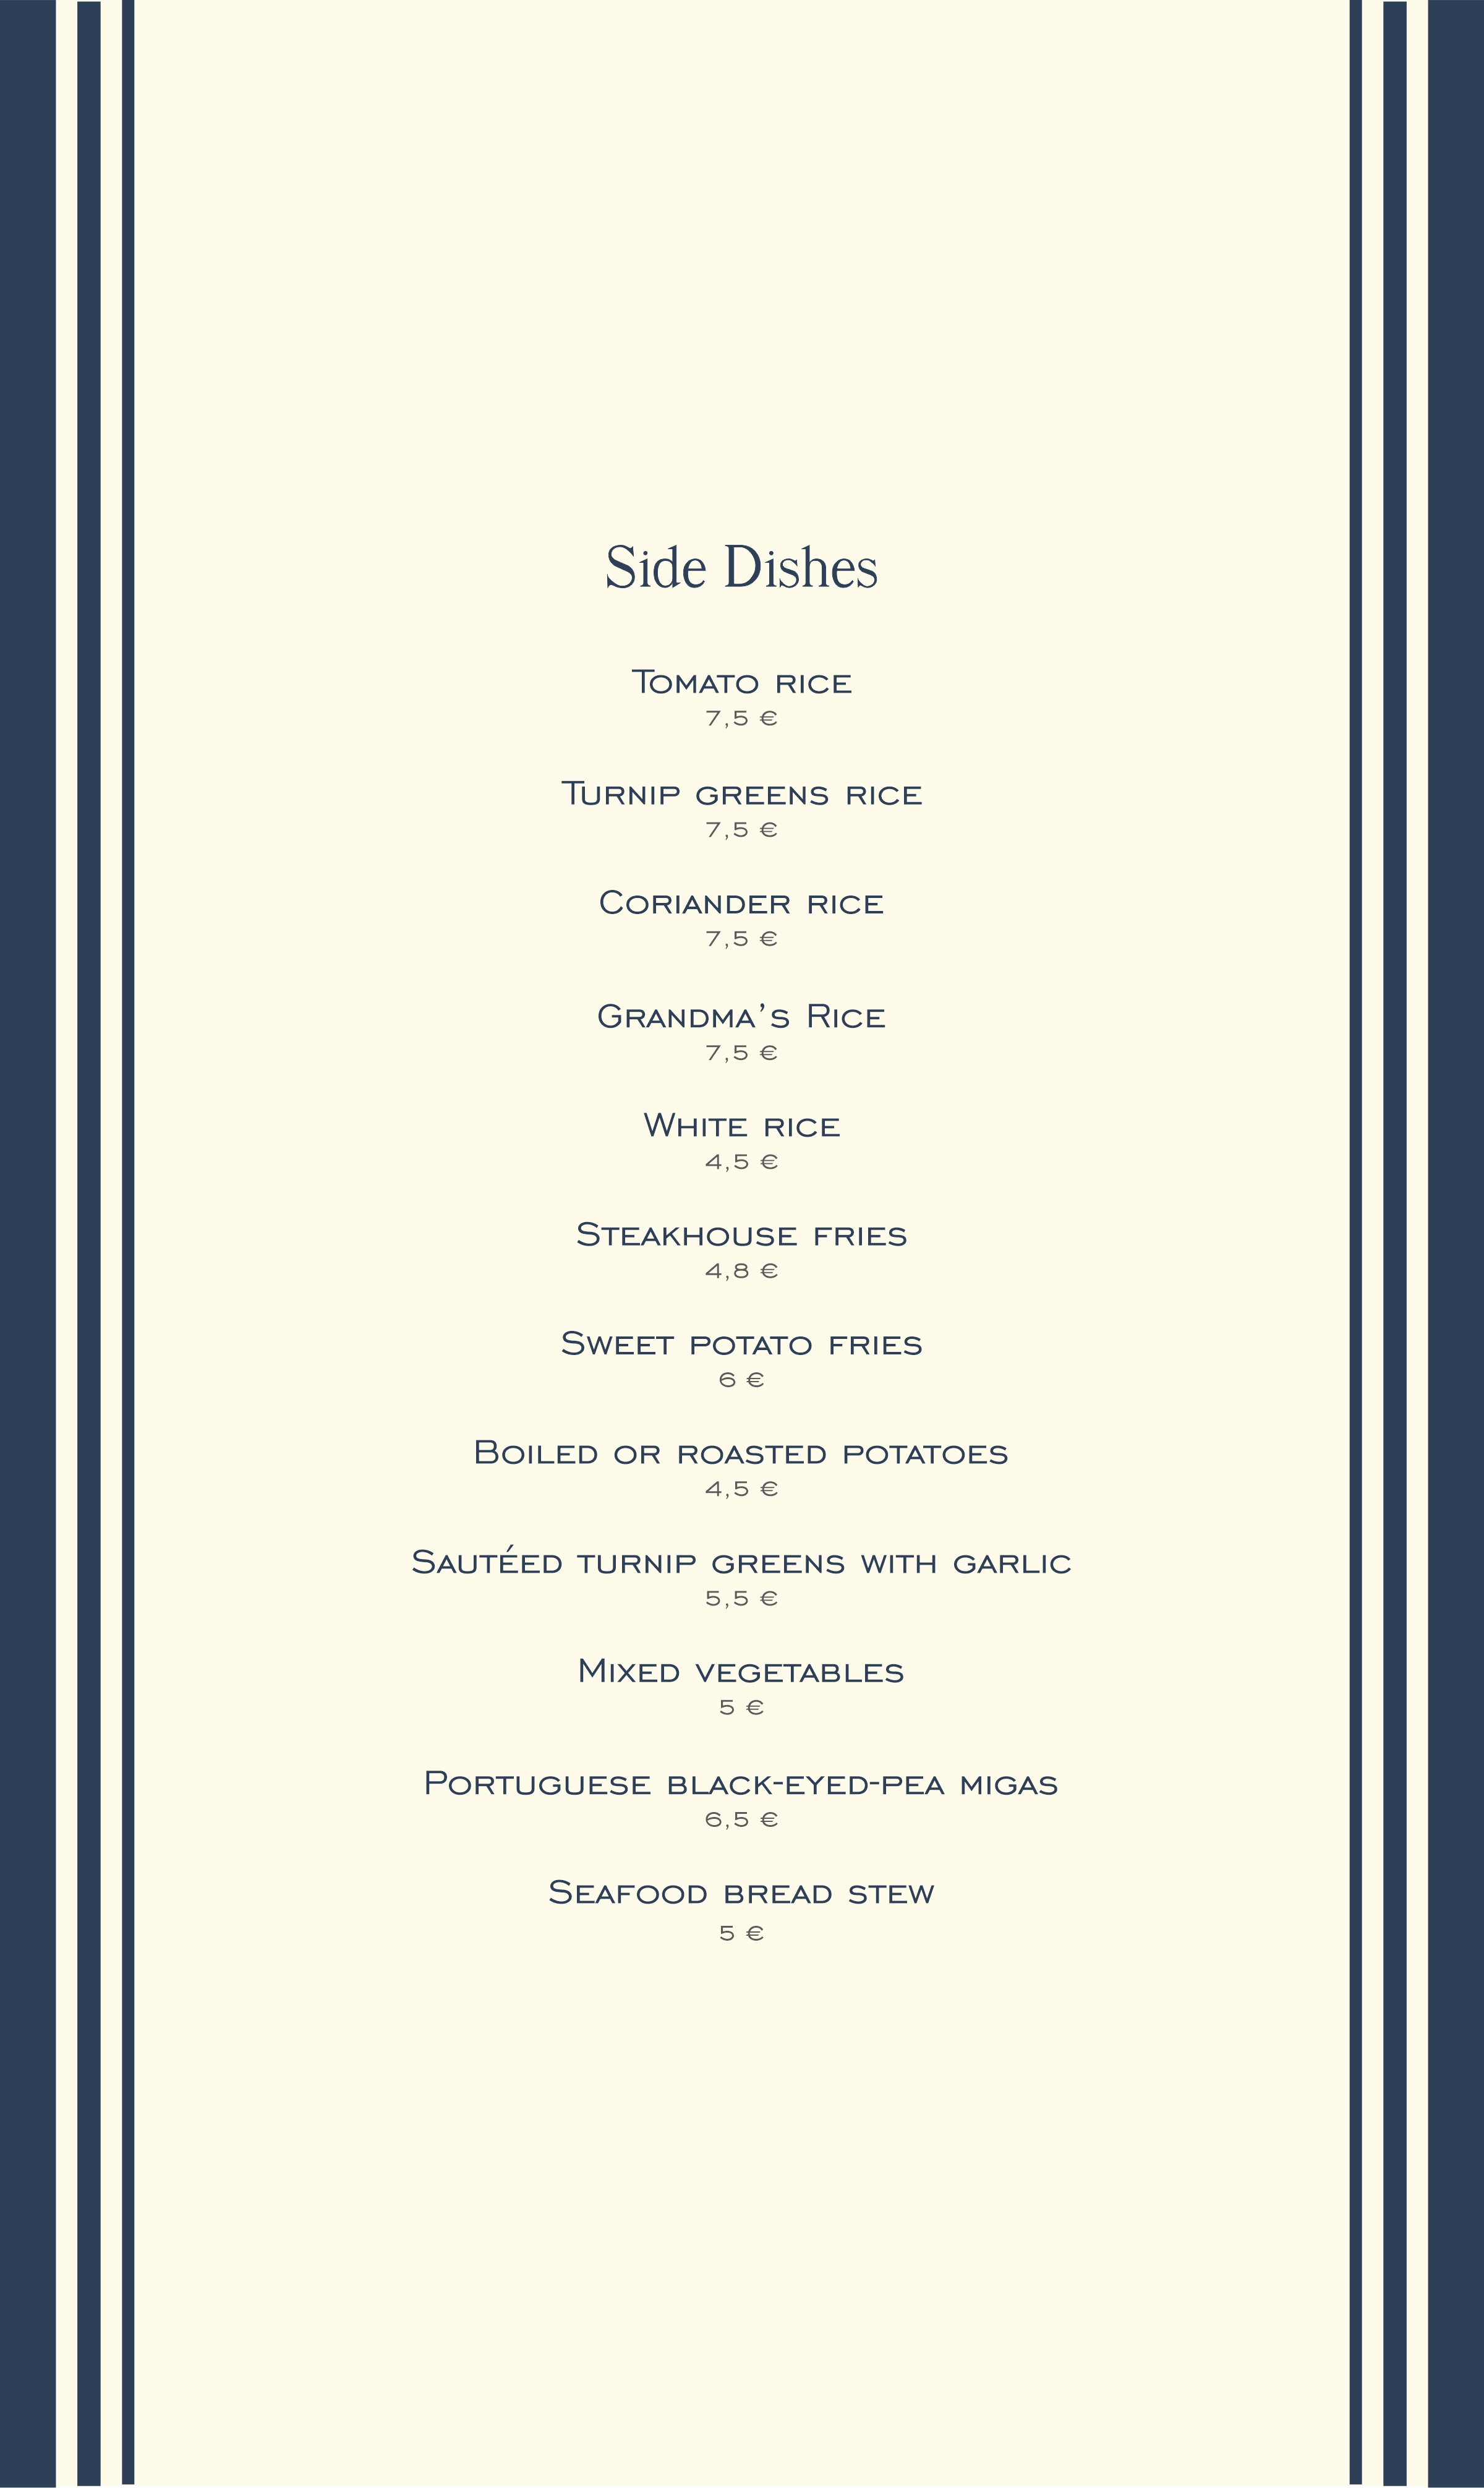 Side Dishes
Tomato rice
7,5 €
Turnip greens rice
7,5 €
Coriander rice
7,5 €
Grandma’s Rice
7,5 €
White rice
4,5 €
Steakhouse fries
4,8 €
Sweet potato fries
6 €
Boiled or roasted potatoes
4,5 €
Sautéed turnip greens with garlic
5,5 €
Mixed vegetables
5 €
Portuguese black-eyed-pea migas
6,5 €
Seafood bread stew
5 €